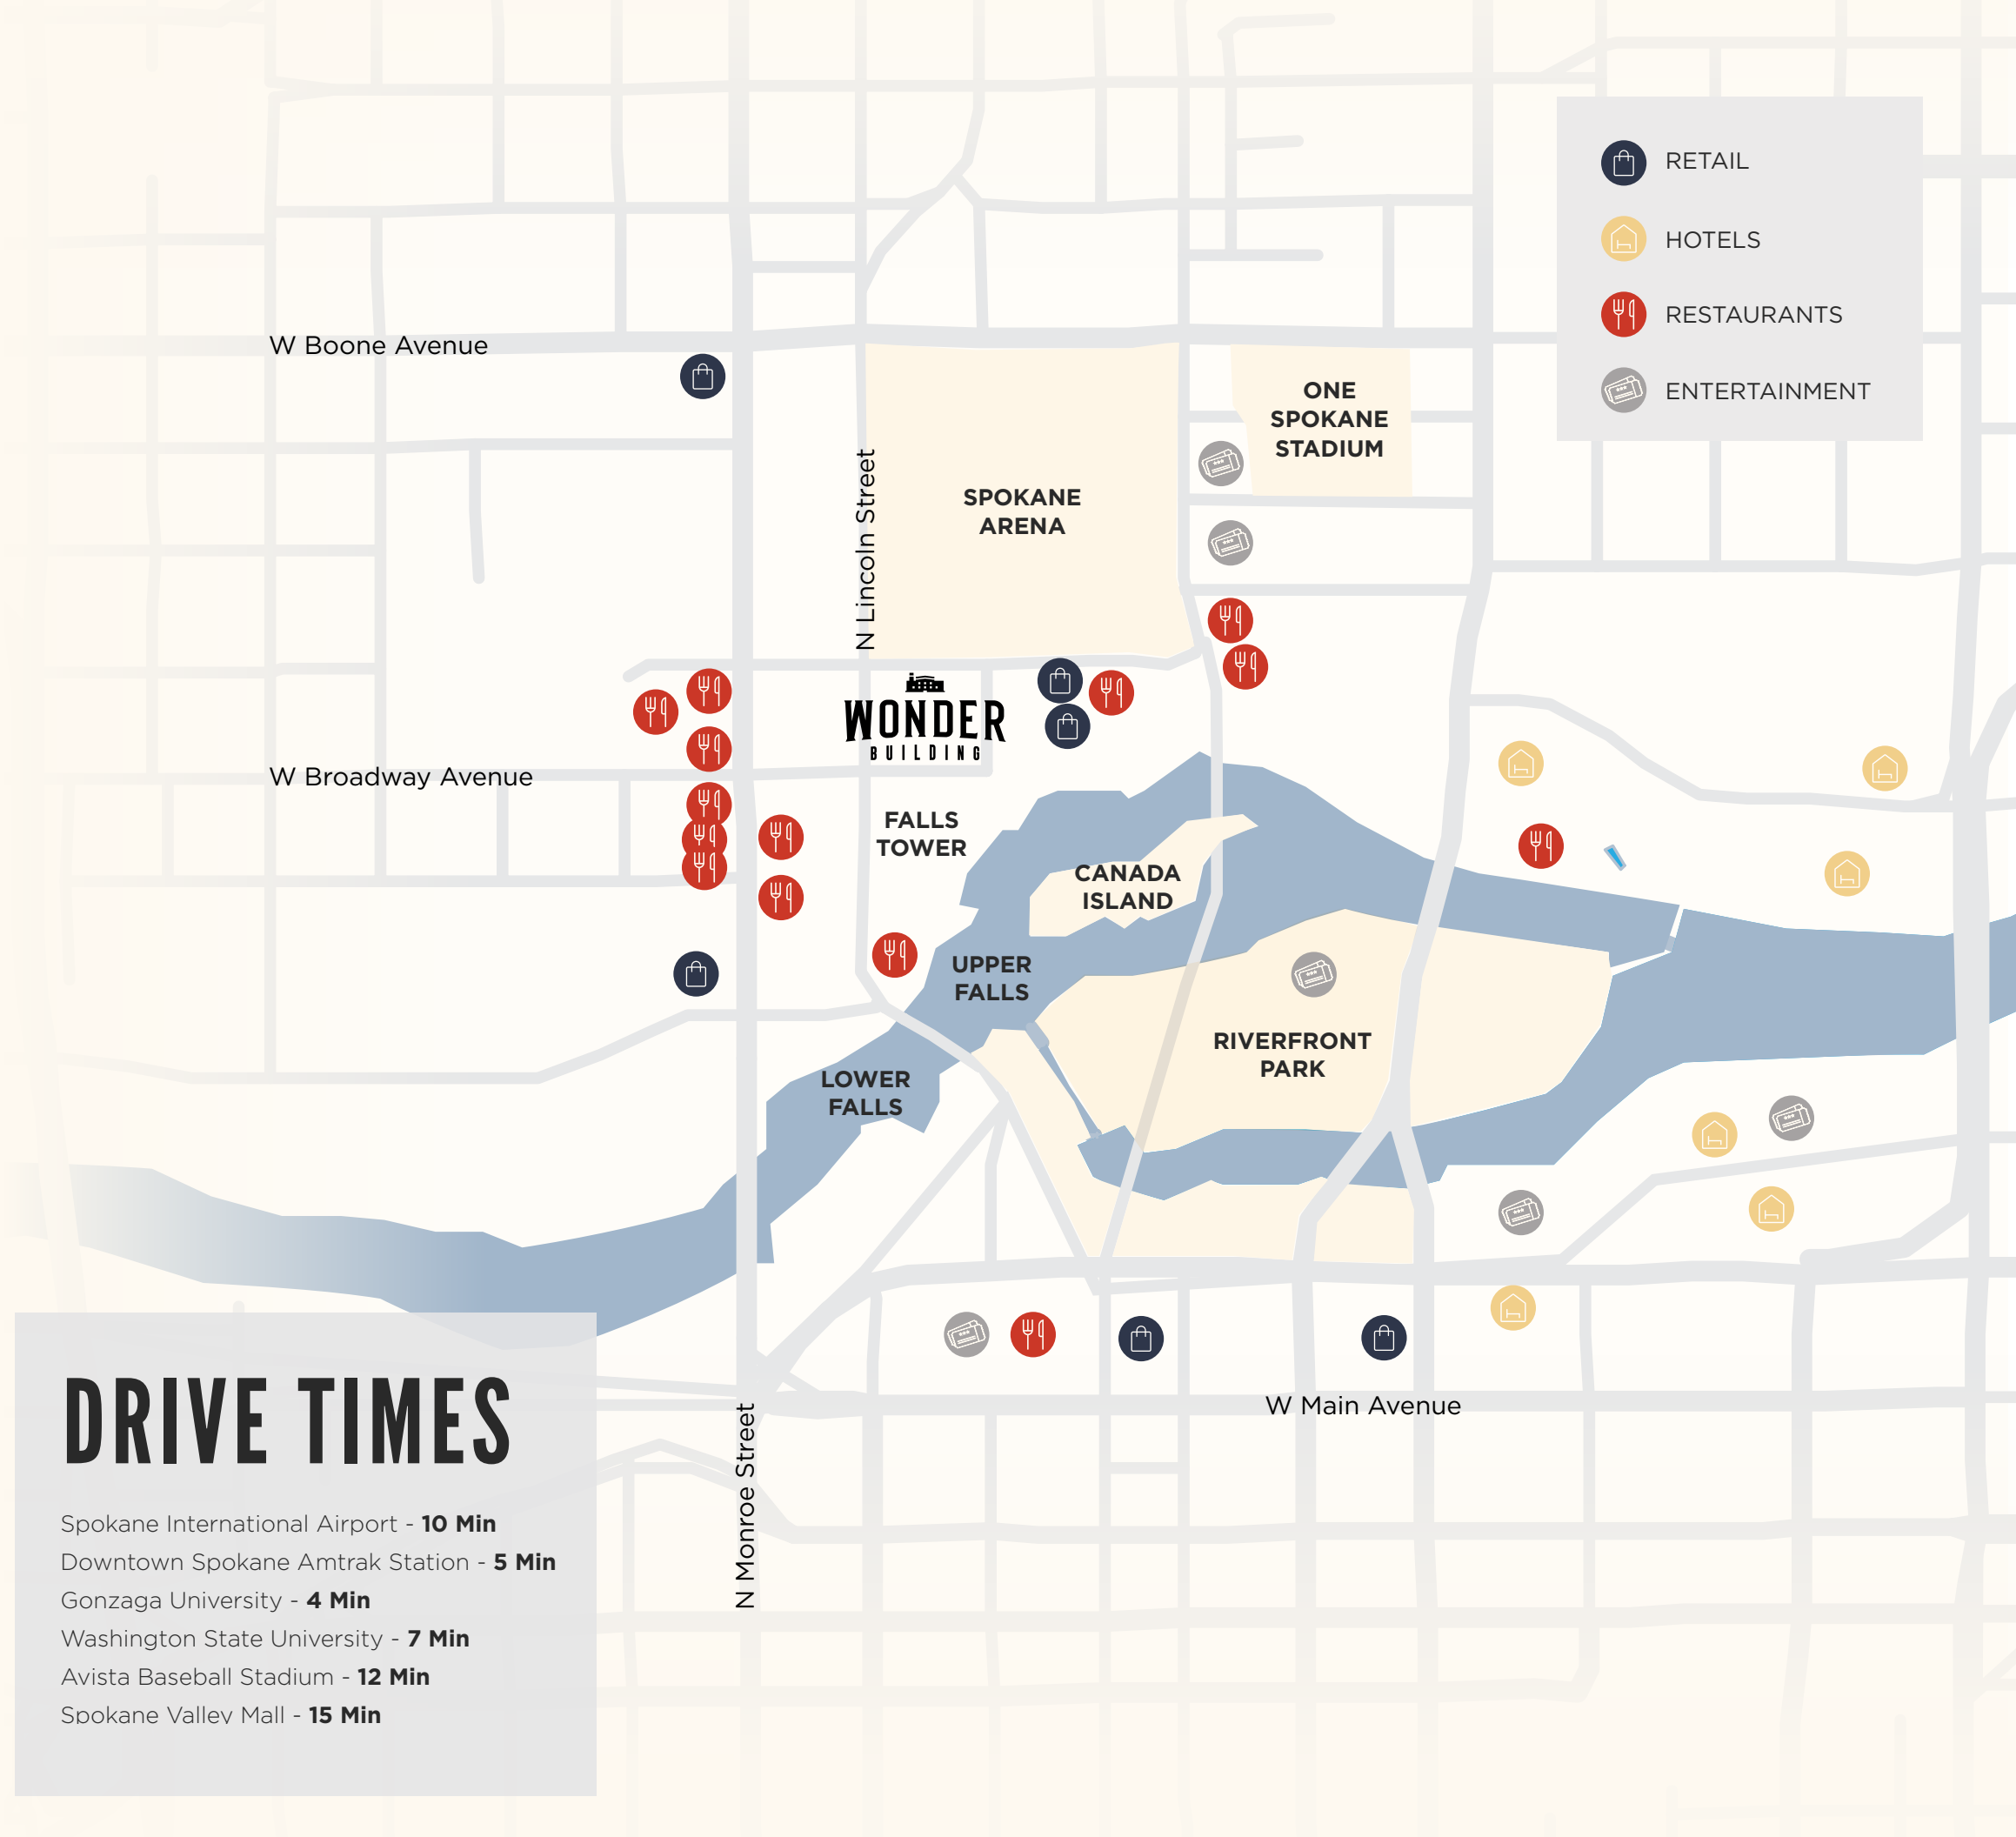 RETAIL
HOTELS
RESTAURANTS
ENTERTAINMENT
W Boone Avenue
ONE
SPOKANE
STADIUM
N Lincoln Street
SPOKANE
ARENA
WONDER
BUILDING
W Broadway Avenue
FALLS
TOWER
CANADA
ISLAND
UPPER
FALLS
RIVERFRONT
PARK
LOWER
FALLS
W Main Avenue
N Monroe Street
DRIVE TIMES
Spokane International Airport - 10 Min
Downtown Spokane Amtrak Station - 5 Min
Gonzaga University - 4 Min
Washington State University - 7 Min
Avista Baseball Stadium - 12 Min
Spokane Valley Mall - 15 Min